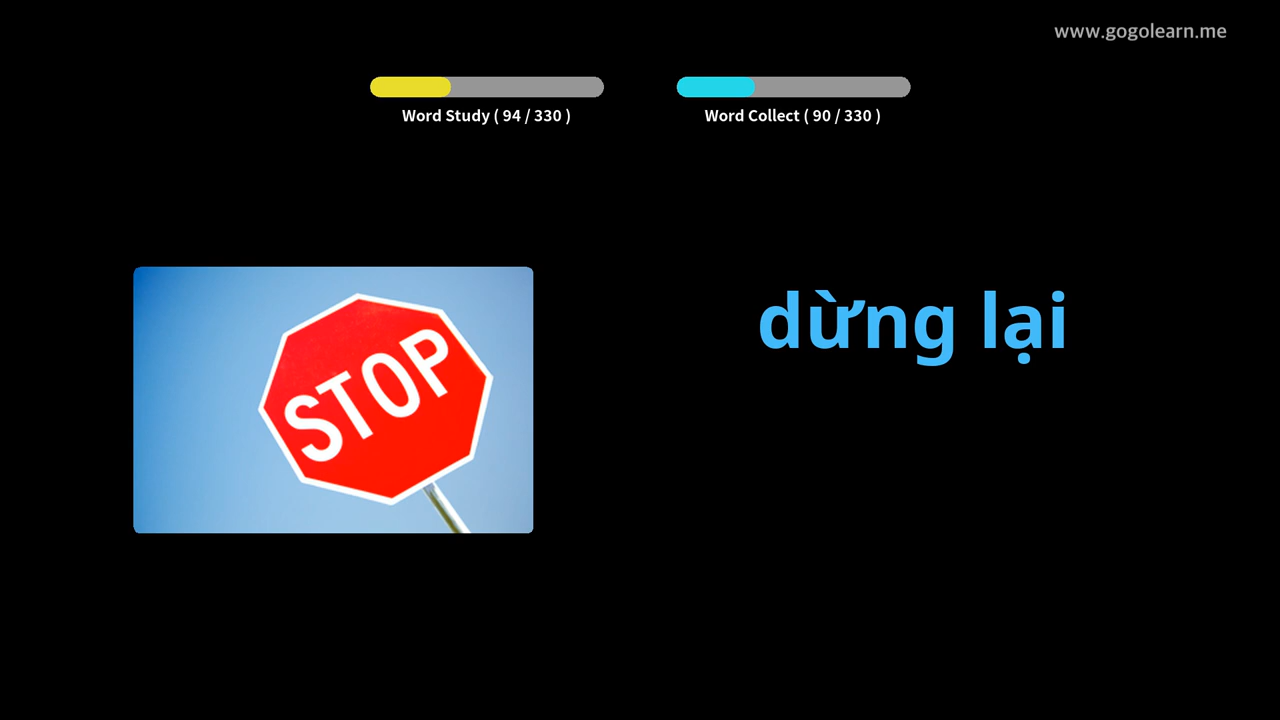 www.gogolearn.me
Word Study ( 94 / 330 )
Word Collect ( 90 / 330 )
STOP
dừng lại